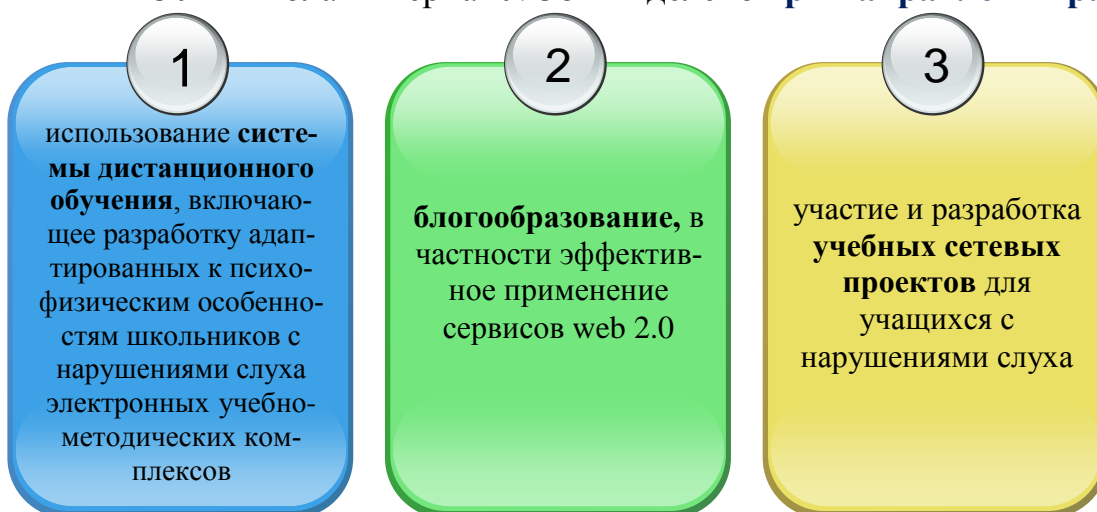 1
использование систе-
мы дистанционного
обучения, включаю-
щее разработку адап-
тированных к психо-
физическим особенно-
стям школьников с
нарушениями слуха
электронных учебно-
методических ком-
плексов
2
блогообразование, в
частности эффектив-
ное применение
сервисов web 2.0
3
участие и разработка
учебных сетевых
проектов для
учащихся с
нарушениями слуха